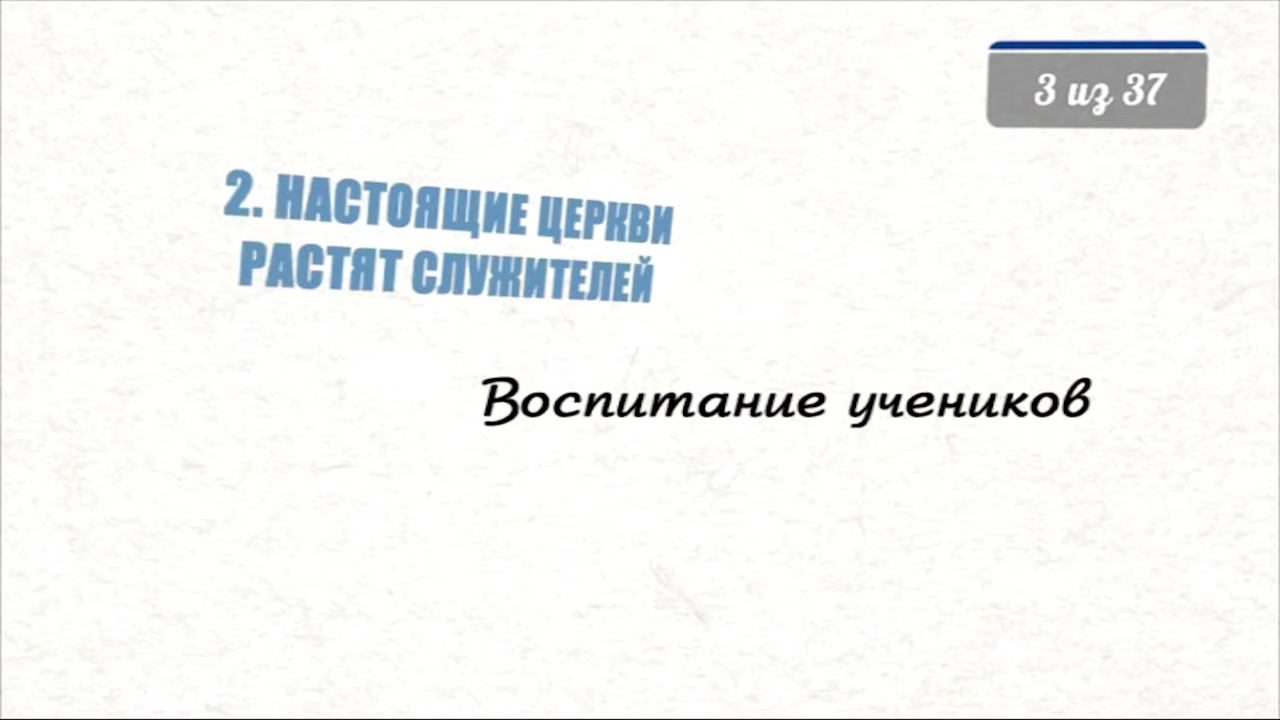 3 из 37
2. НАСТОЯЩИЕ ЦЕРКВИ
РАСТЯТ СЛУЖИТЕЛЕЙ
Воспитание учеников